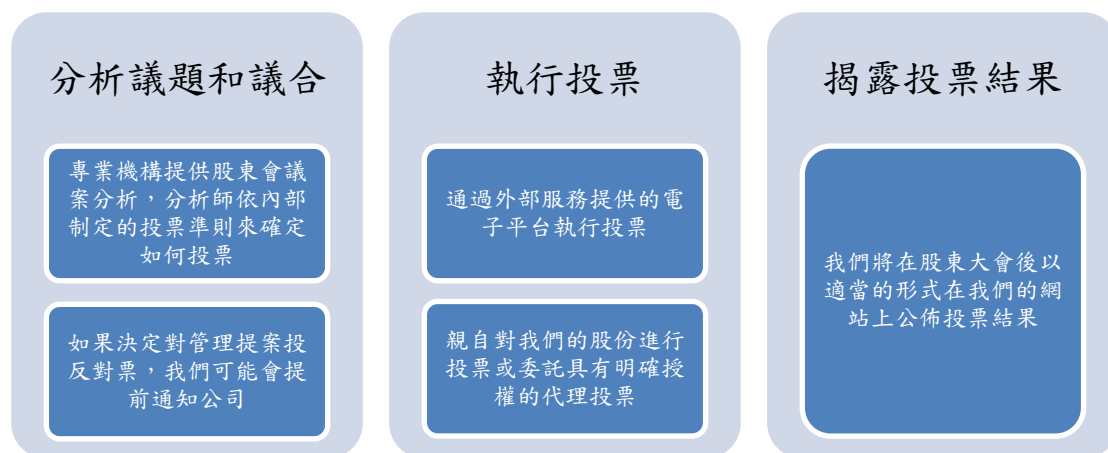 分析議題和議合
專業機構提供股東會議
案分析，分析師依內部
制定的投票準則來確定
如何投票
如果決定對管理提案投
反對票，我們可能會提
前通知公司
執行投票
通過外部服務提供的電
子平台執行投票
親自對我們的股份進行
投票或委託具有明確授
權的代理投票
揭露投票結果
我們將在股東大會後以
適當的形式在我們的網
站上公佈投票結果